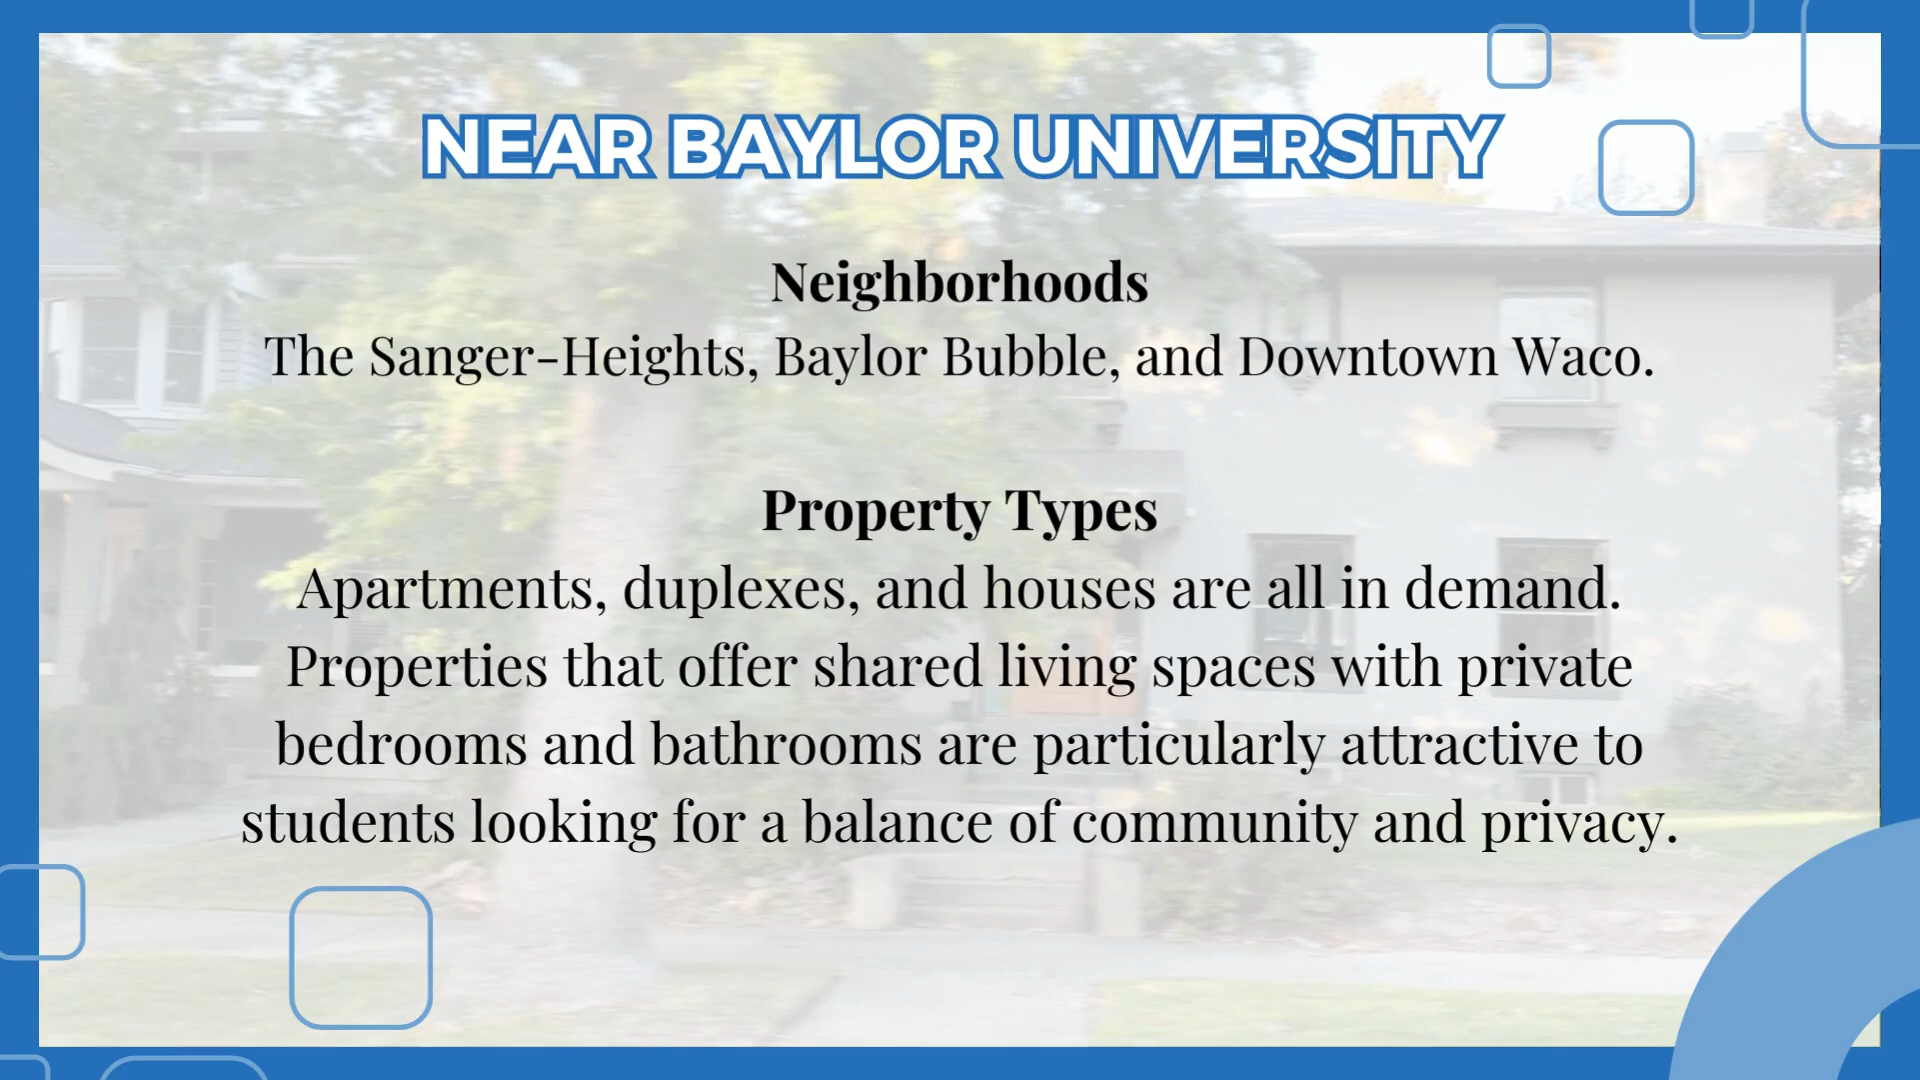 NEAR BAYLOR UNIVERSITY
Neighborhoods
The Sanger-Heights, Baylor Bubble, and Downtown Waco.
Property Types
Apartments, duplexes, and houses are all in demand.
Properties that offer shared living spaces with private
bedrooms and bathrooms are particularly attractive to
students looking for a balance of community and privacy.